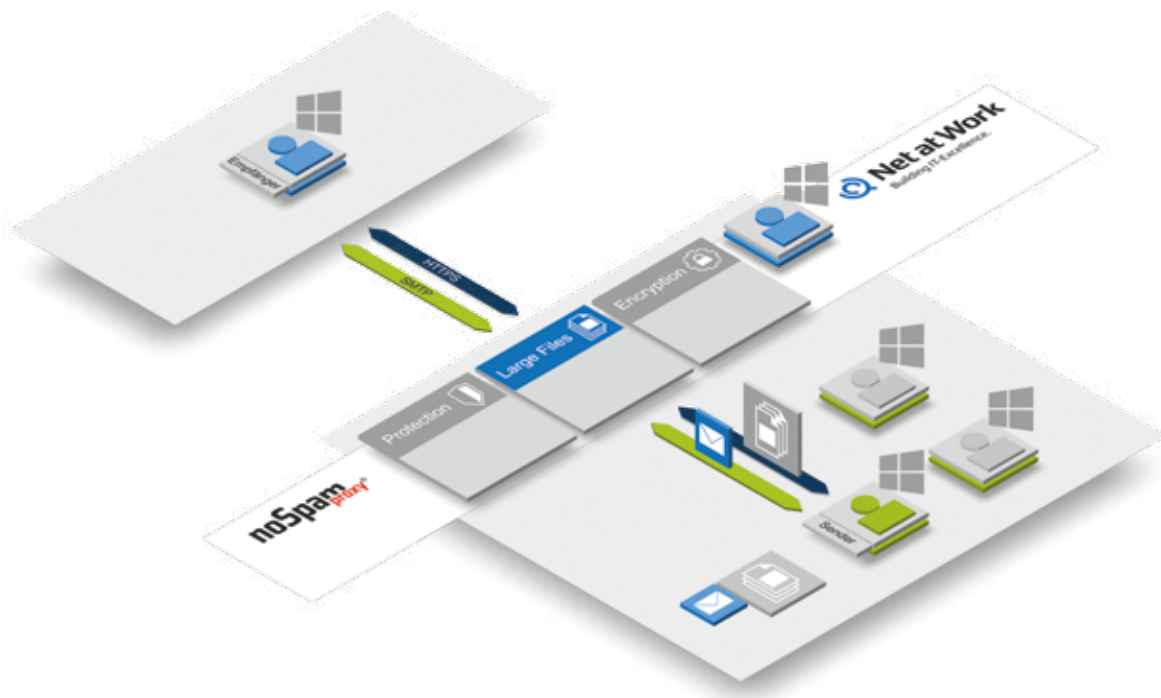 Empfänger
HTTPS
SMTP
Net at Work
Building IT-Excellence.
Encryption
Large Files
Protection
noSpam
proxy®
Sender